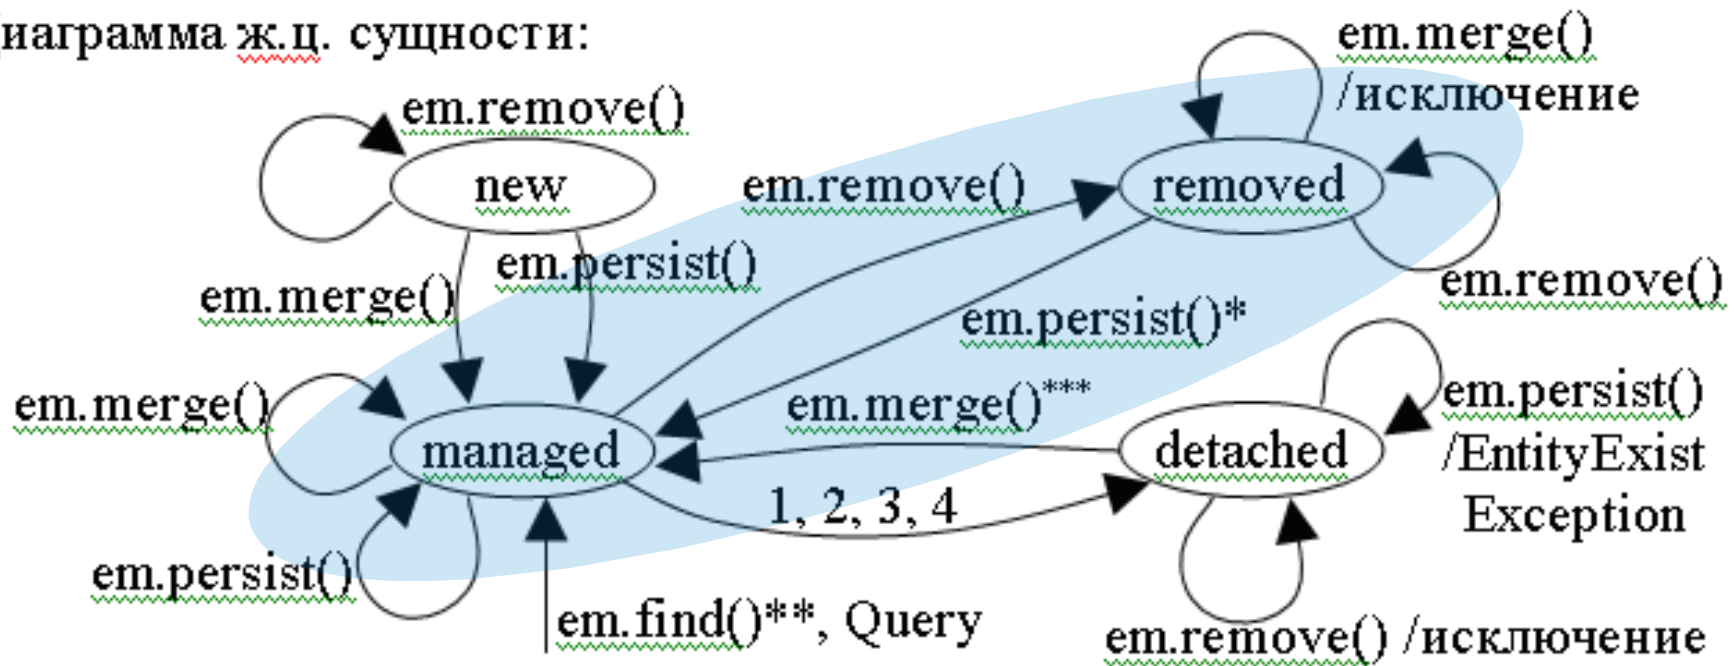 иаграмма ж.ц. сущности:
em.merge()
/исключение
em.remove()
new
em.remove()
removed
em.persist()
em.merge()
em.remove()
em.persist()*
em.merge()
em.merge()***
em.persist()
/EntityExist
Exception
managed
detached
1, 2, 3, 4
em.persist()
em.find()**, Query
em.remove() /исключение